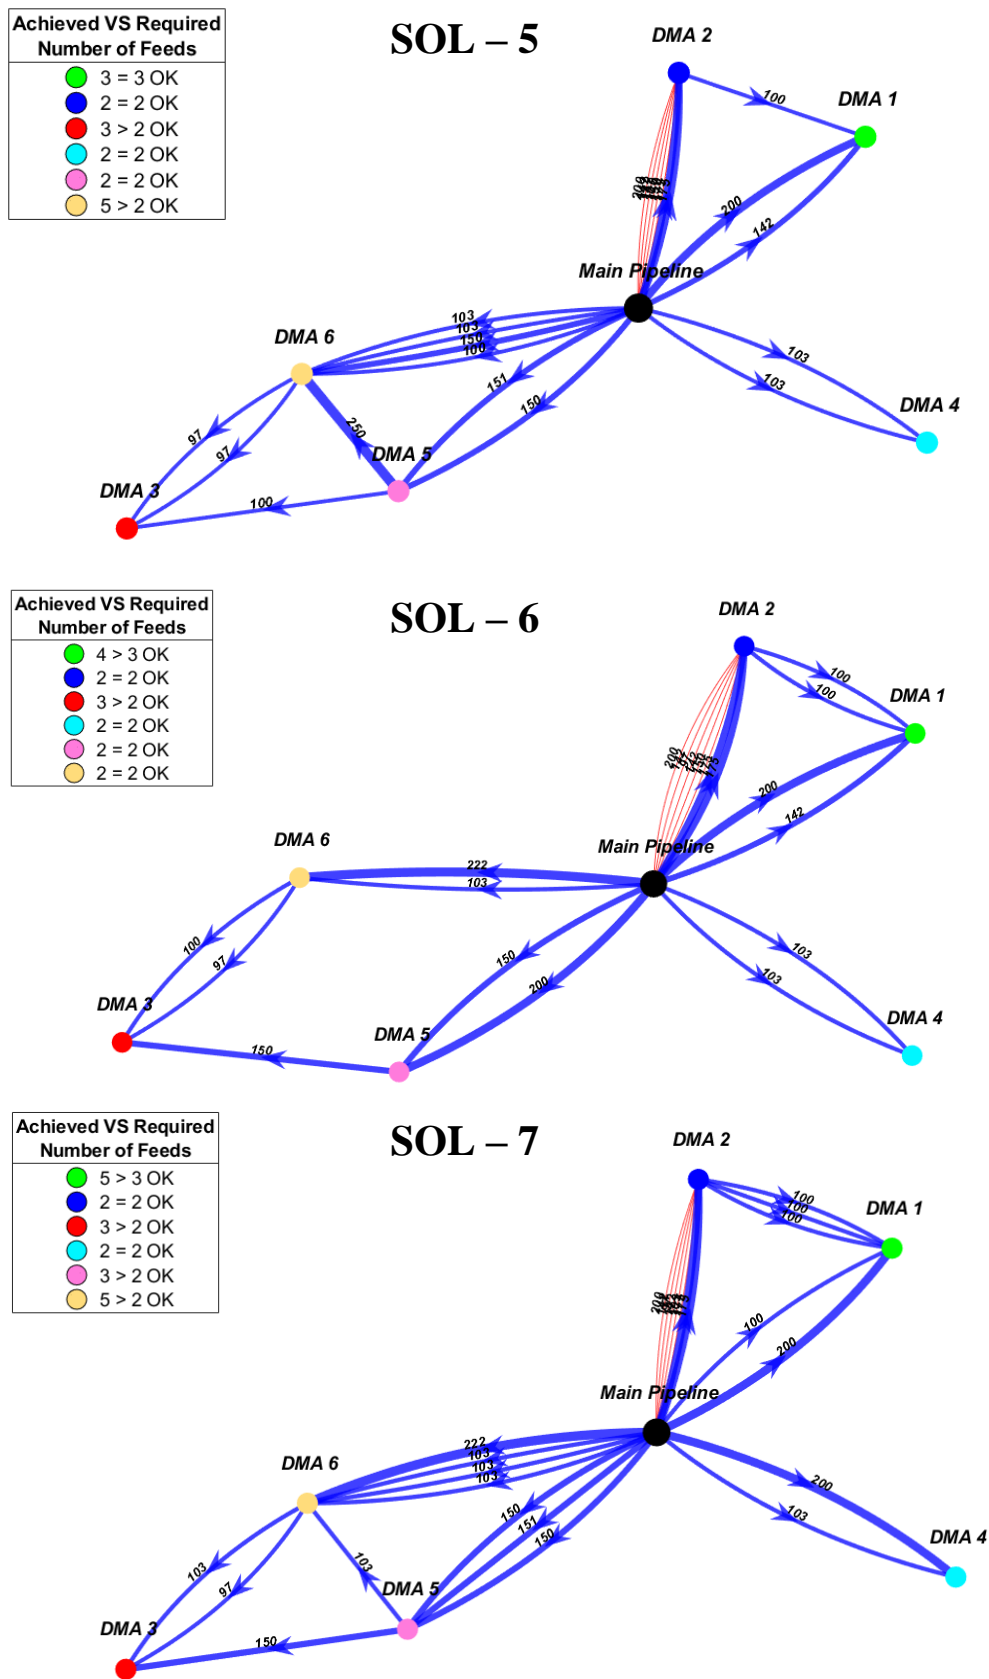 Achieved VS Required
Number of Feeds
3 = 3 OK
2 = 2 OK
3 > 2 OK
2 = 2 OK
2 = 2 OK
5 > 2 OK
SOL – 5
DMA 2
100
DMA 1
200
175
200
142
Main Pipeline
103
103
150
100
DMA 6
151
150
103
103
DMA 4
97
97
250
DMA 5
DMA 3
100
Achieved VS Required
Number of Feeds
4 > 3 OK
2 = 2 OK
3 > 2 OK
2 = 2 OK
2 = 2 OK
2 = 2 OK
SOL – 6
DMA 2
100
100
DMA 1
200
175
200
142
Main Pipeline
DMA 6
222
103
100
97
150
200
103
103
DMA 3
DMA 5
DMA 4
150
Achieved VS Required
Number of Feeds
5 > 3 OK
2 = 2 OK
3 > 2 OK
2 = 2 OK
3 > 2 OK
5 > 2 OK
SOL – 7
DMA 2
100
100
100
DMA 1
200
175
100
200
Main Pipeline
222
103
103
103
DMA 6
150
151
150
200
103
DMA 4
103
97
103
DMA 5
DMA 3
150